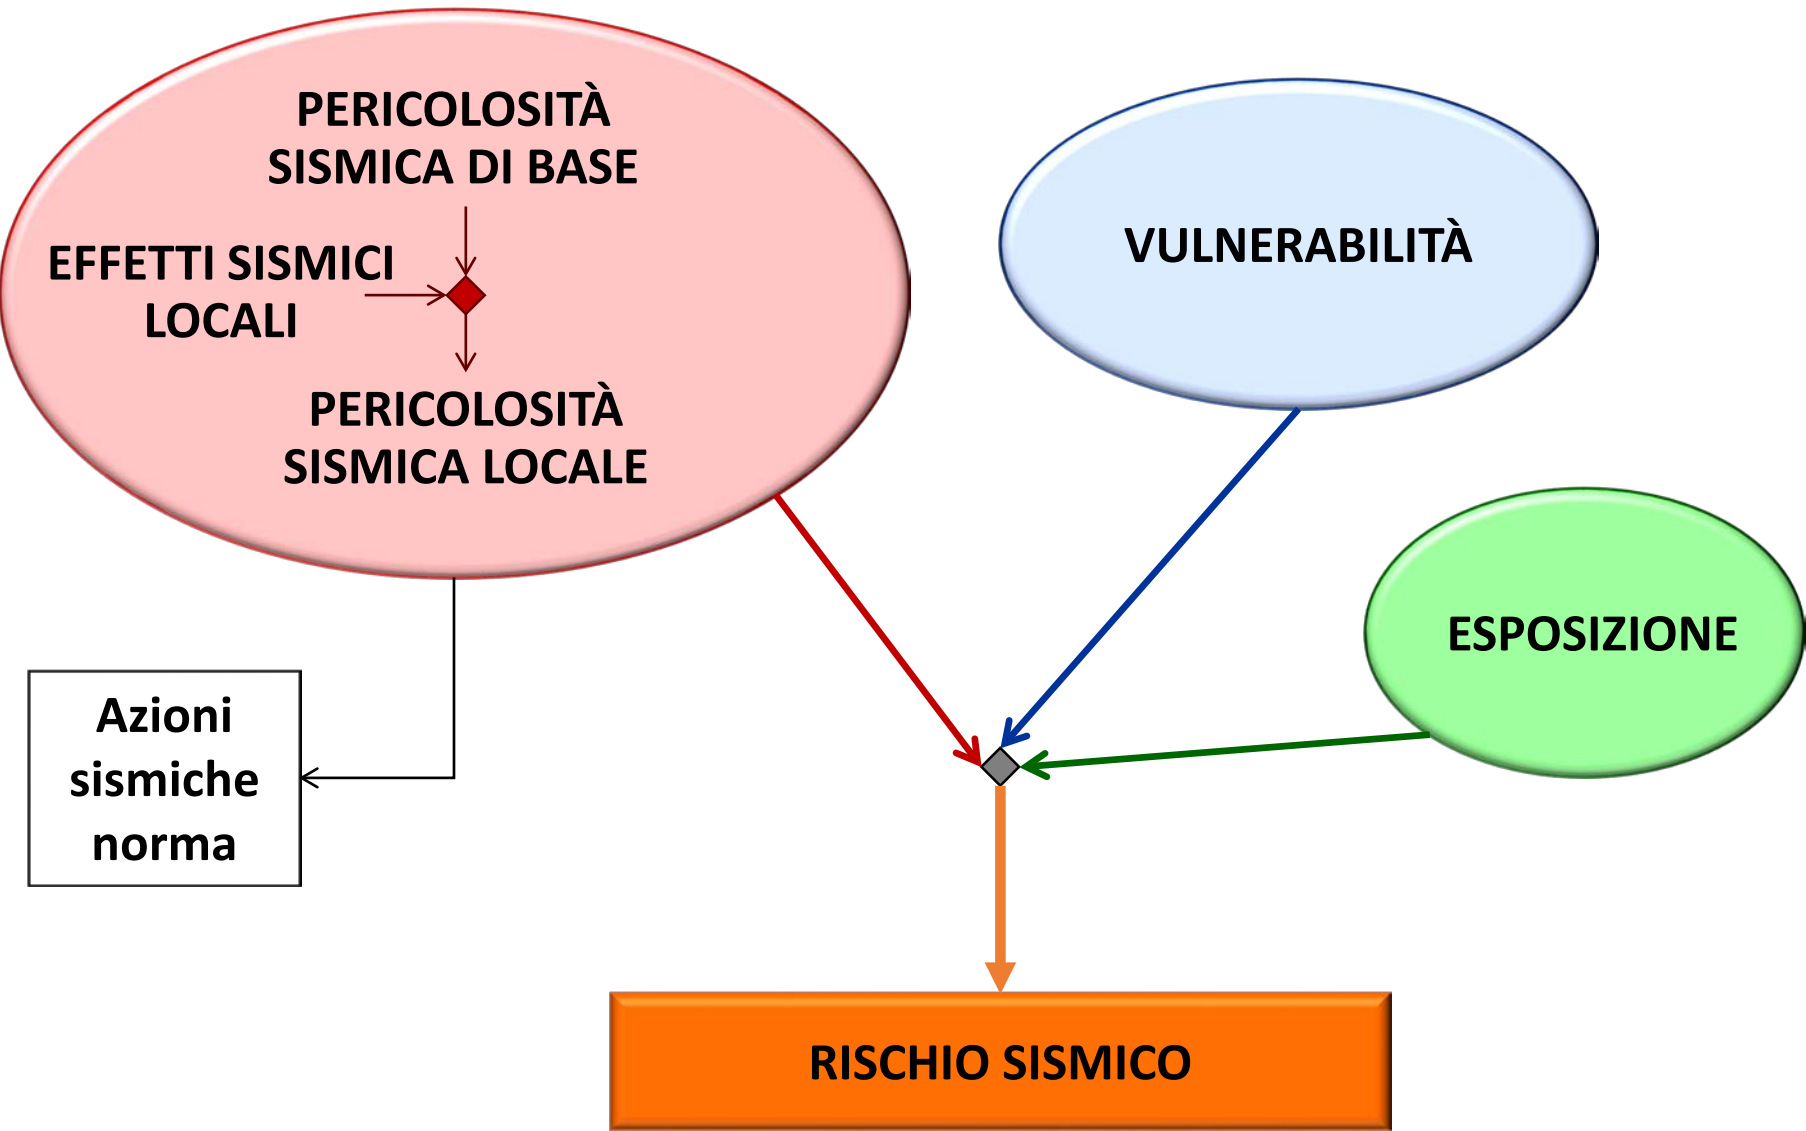 PERICOLOSITÀ
SISMICA DI BASE
EFFETTI SISMICI
LOCALI
PERICOLOSITÀ
SISMICA LOCALE
VULNERABILITÀ
ESPOSIZIONE
Azioni
sismiche
norma
RISCHIO SISMICO